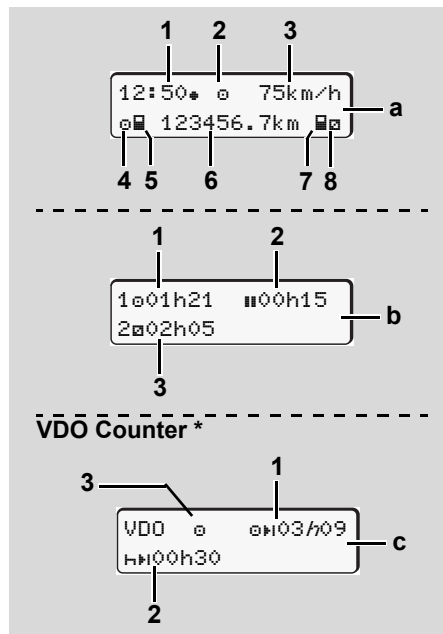 1 2 3
12:50● ⊙ 75km/h a
⊙ 123456.7km
4 5 6 7 8
1 2
1⊙01h21 00h15 b
2⧄02h05
3
VDO Counter *
3 1
VDO ⊙ ⊙03h09 c
00h30
2